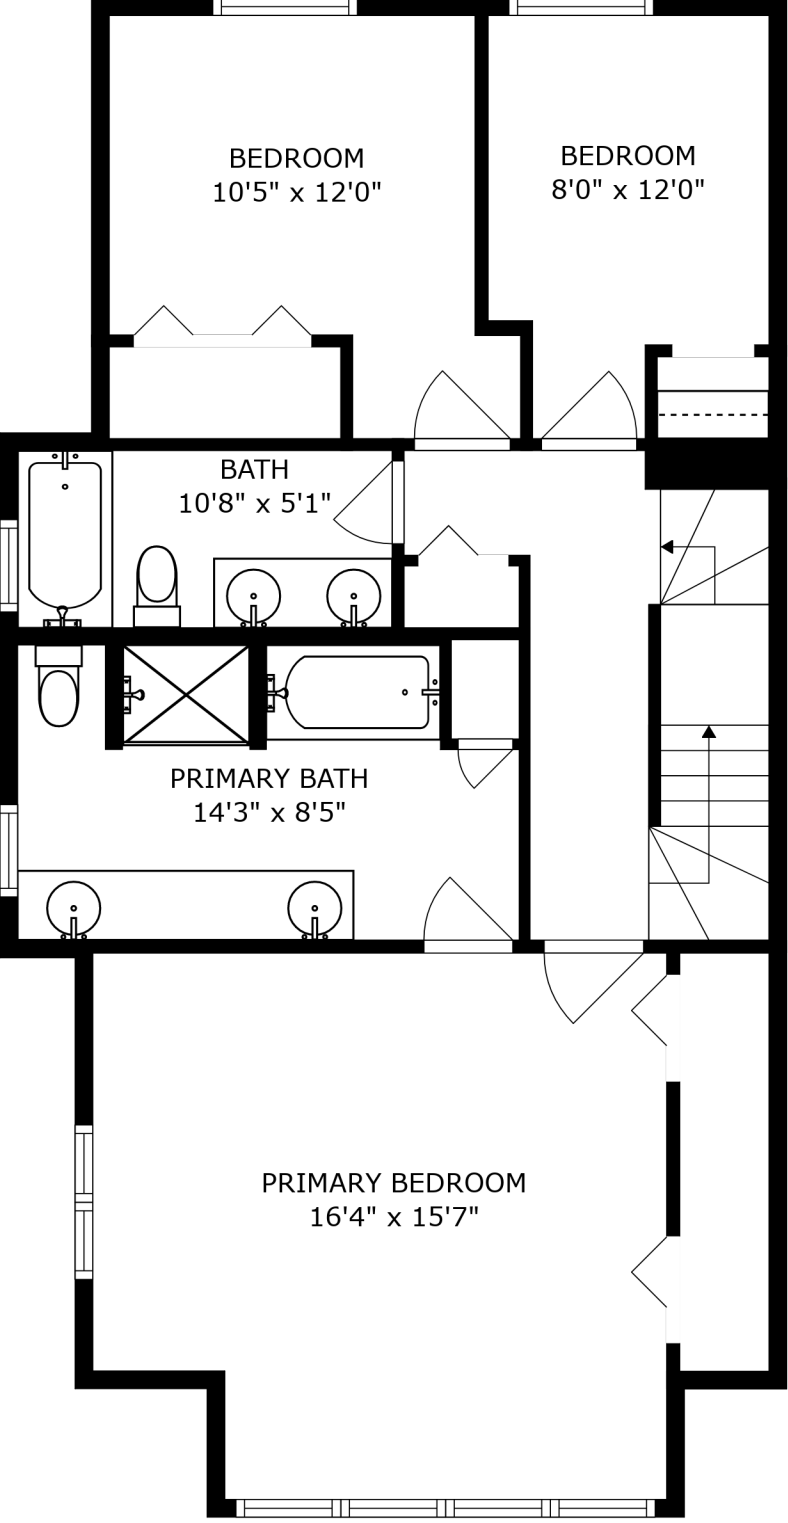 BEDROOM
10'5" x 12'0"
BEDROOM
8'0" x 12'0"
BATH
10'8" x 5'1"
PRIMARY BATH
14'3" x 8'5"
PRIMARY BEDROOM
16'4" x 15'7"